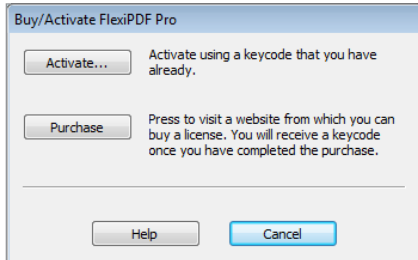 Buy/Activate FlexiPDF Pro
Activate...
Activate using a keycode that you have
already.
Purchase
Press to visit a website from which you can
buy a license. You will receive a keycode
once you have completed the purchase.
Help
Cancel